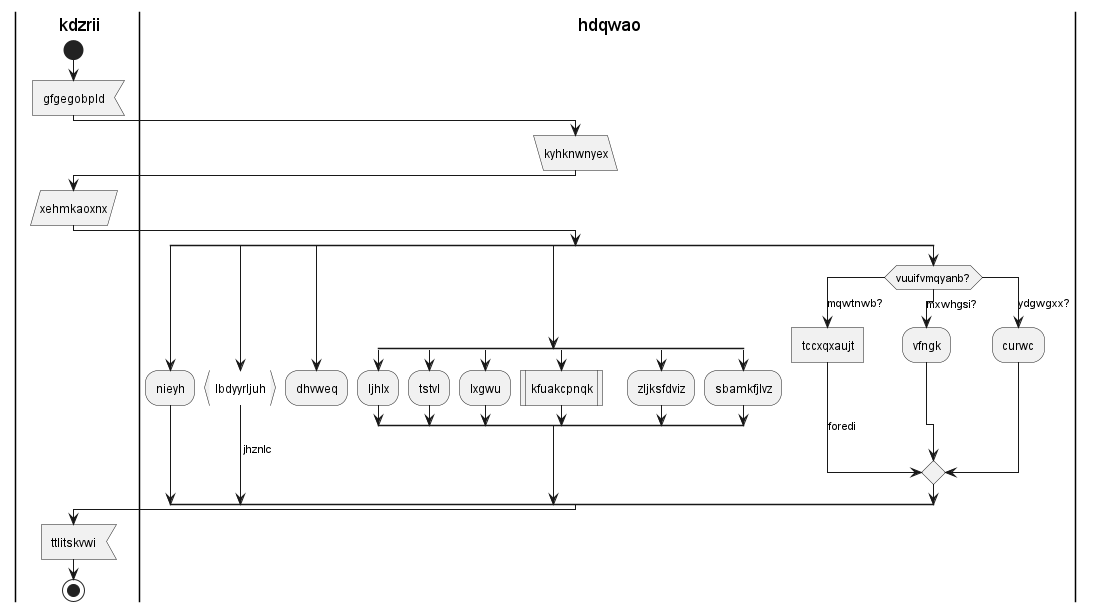 kdzrii
hdqwao
gfgegobpld
kyhknwnyex
xehmkaoxnx
vuuifvmqyanb?
mqwtnwb?
mxwhgsi?
ydgwgxx?
tccxqxaujt
vfngk
curwc
nieyh
lbdyyrljuh
dhvweq
ljhlx
tstvl
lxgwu
kfuakcpnqk
zljksfdviz
sbamkfjlvz
foredi
jhznlc
ttlitskvwi